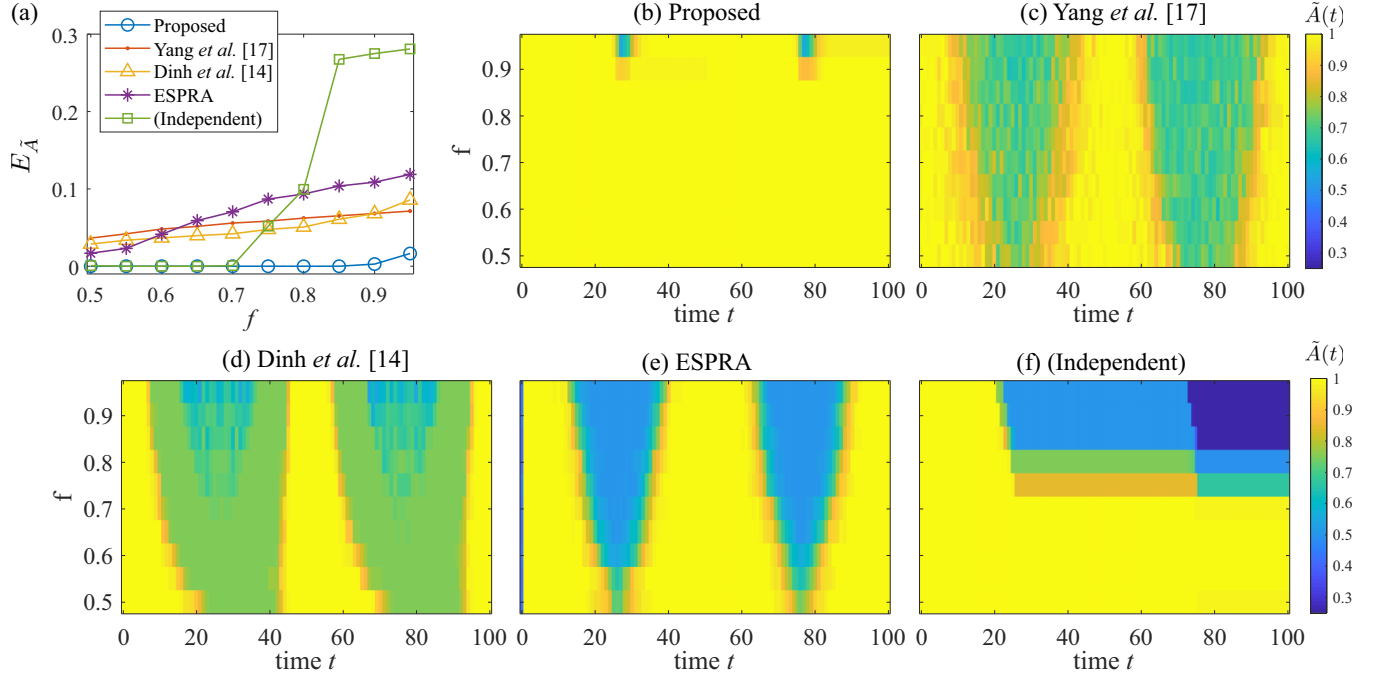 (a)
Proposed
Yang et al. [17]
Dinh et al. [14]
ESPRA
(Independent)
0.3
0.2
0.1
0
E_Ã
0.5 0.6 0.7 0.8 0.9
f
(b) Proposed
0.9
0.8
0.7
0.6
0.5
f
0 20 40 60 80 100
time t
(c) Yang et al. [17]
0 20 40 60 80 100
time t
Ã(t)
1
0.9
0.8
0.7
0.6
0.5
0.4
0.3
(d) Dinh et al. [14]
0.9
0.8
0.7
0.6
0.5
f
0 20 40 60 80 100
time t
(e) ESPRA
0 20 40 60 80 100
time t
(f) (Independent)
0 20 40 60 80 100
time t
Ã(t)
1
0.9
0.8
0.7
0.6
0.5
0.4
0.3